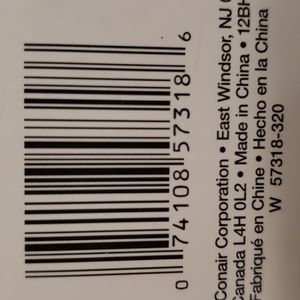 0 74108 57318 6
Conair Corporation • East Windsor, NJ
Canada L4H 0L2 • Made in China • 12BH
Fabriqué en Chine • Hecho en la China
W 57318-320